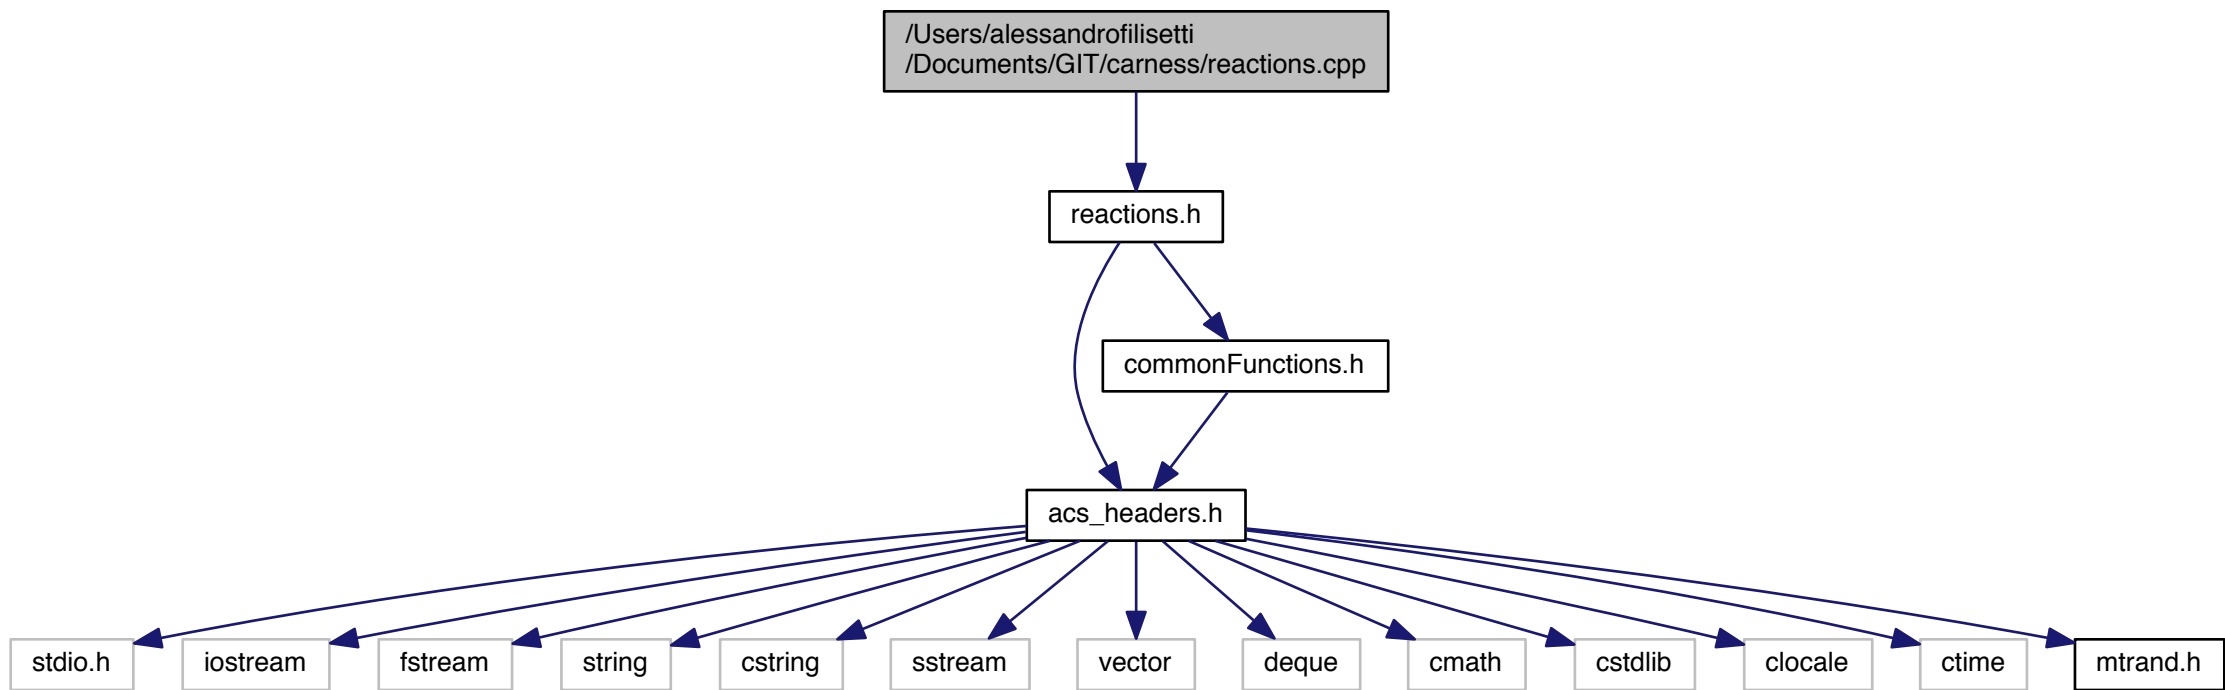 /Users/alessandrofilisetti
/Documents/GIT/carness/reactions.cpp
reactions.h
commonFunctions.h
acs_headers.h
stdio.h
iostream
fstream
string
cstring
sstream
vector
deque
cmath
cstdlib
clocale
ctime
mtrand.h